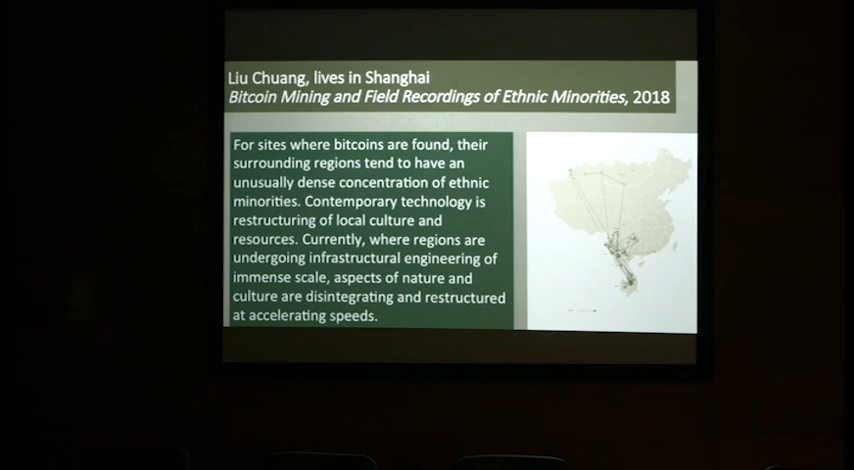 Liu Chuang, lives in Shanghai
Bitcoin Mining and Field Recordings of Ethnic Minorities, 2018
For sites where bitcoins are found, their
surrounding regions tend to have an
unusually dense concentration of ethnic
minorities. Contemporary technology is
restructuring of local culture and
resources. Currently, where regions are
undergoing infrastructural engineering of
immense scale, aspects of nature and
culture are disintegrating and restructured
at accelerating speeds.